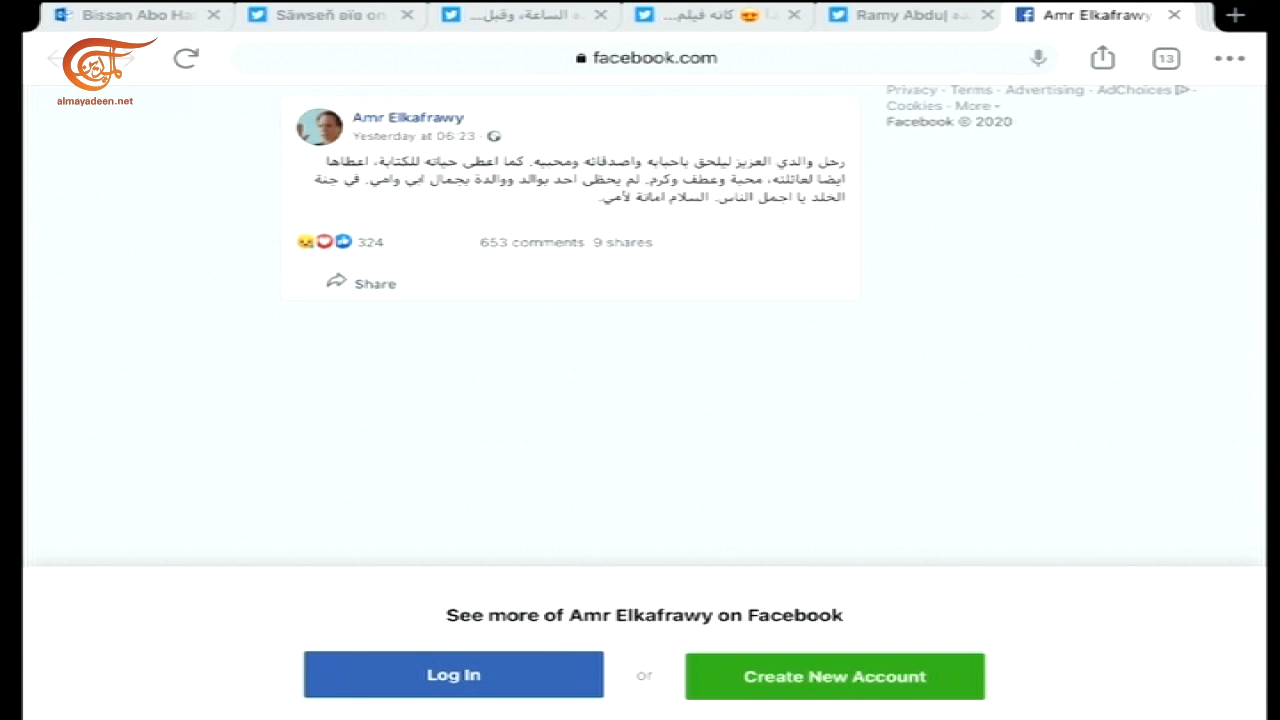 Bissan Abo Ha
Säwseň
on
الساعة، وقبل...
كانه فيلم...
Ramy Abdu
Amr Elkafrawy
الميادين
almayadeen.net
facebook.com
13
Privacy · Terms · Advertising · AdChoices ·
Cookies · More
Facebook © 2020
Amr Elkafrawy
Yesterday at 06:23 ·
رحل والدي العزيز ليلحق باحبابه واصدقائه ومحبيه. كما اعطى حياته للكتابة، اعطاها
ايضا لعائلته، محبة وعطف وكرم. لم يحظى احد بوالد ووالدة بجمال ابي وامي. في جنة
الخلد يا اجمل الناس. السلام امانة لأمي.
324
653 comments 9 shares
Share
See more of Amr Elkafrawy on Facebook
Log In
or
Create New Account